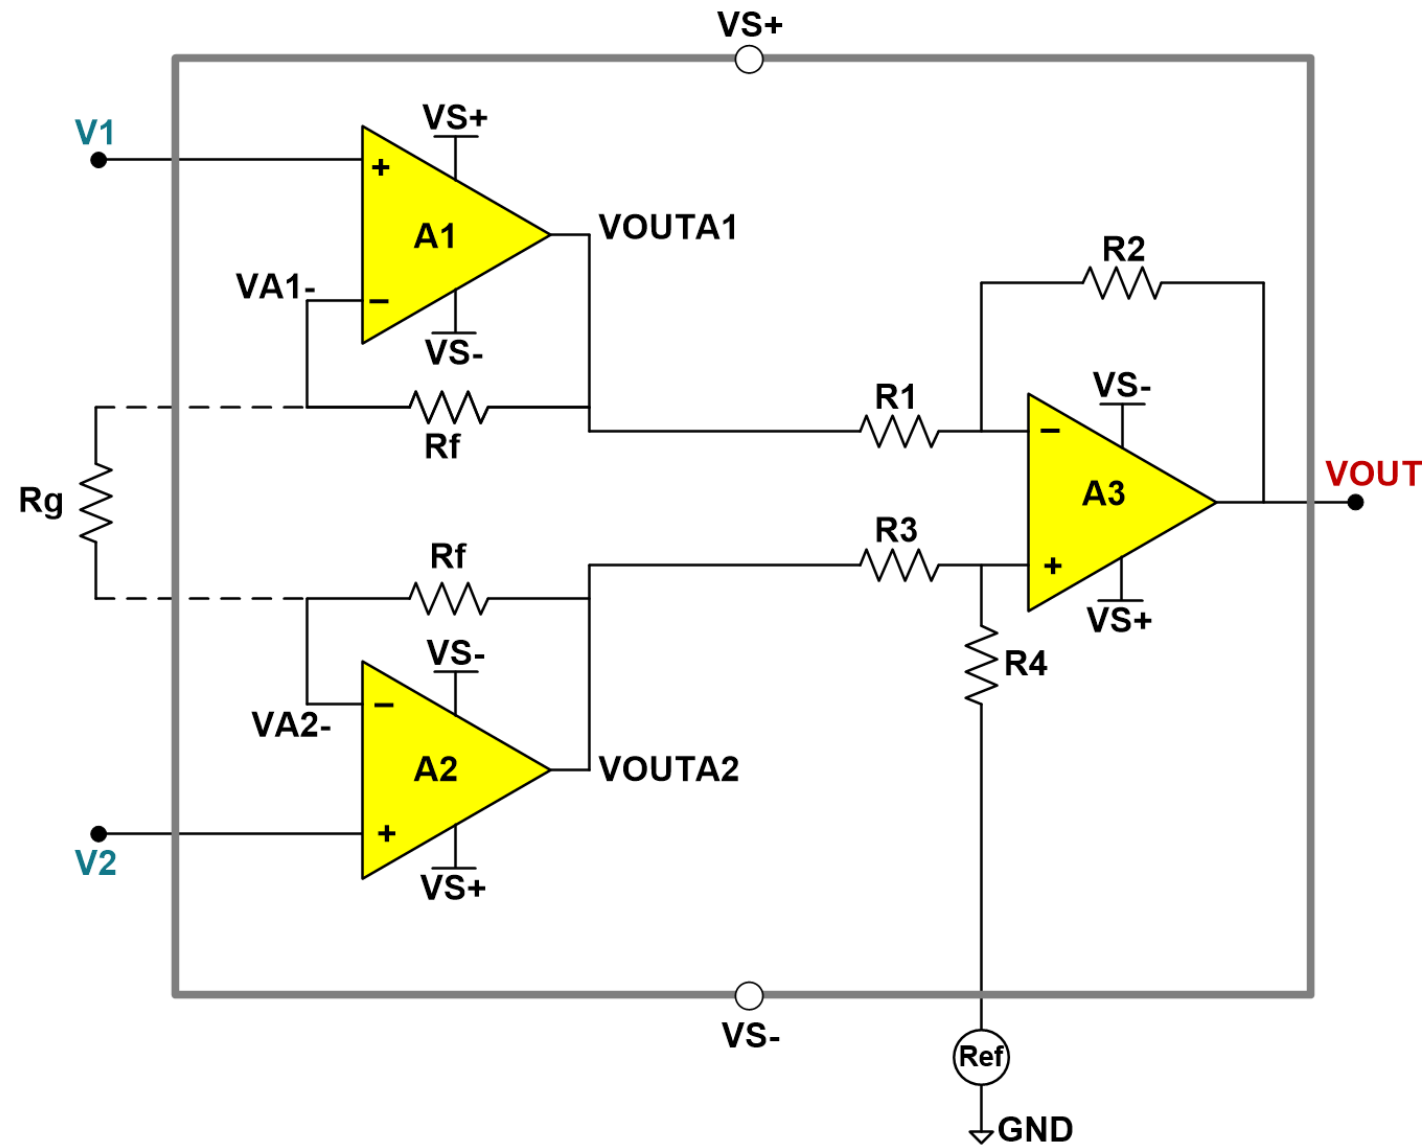 VS+
V1
VS+
+
A1
VOUTA1
VA1-
−
VS-
R2
Rf
R1
VS-
−
A3
VOUT
Rg
R3
+
Rf
VS+
VS-
R4
VA2-
−
A2
VOUTA2
+
V2
VS+
VS-
Ref
GND